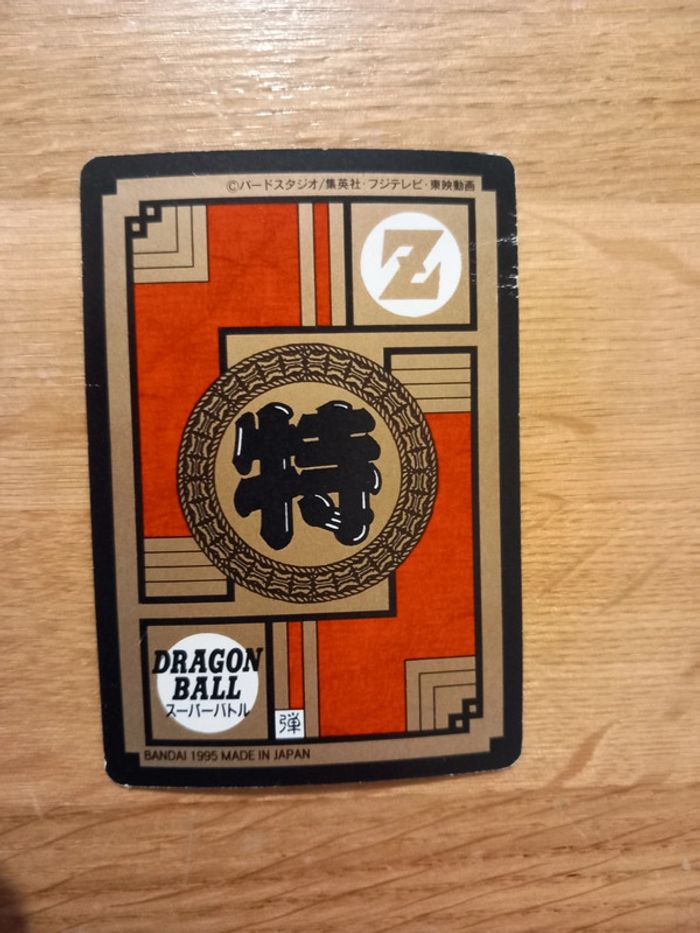 ©バードスタジオ/集英社・フジテレビ・東映動画
Z
特
DRAGON
BALL
スーパーバトル
弾
BANDAI 1995 MADE IN JAPAN